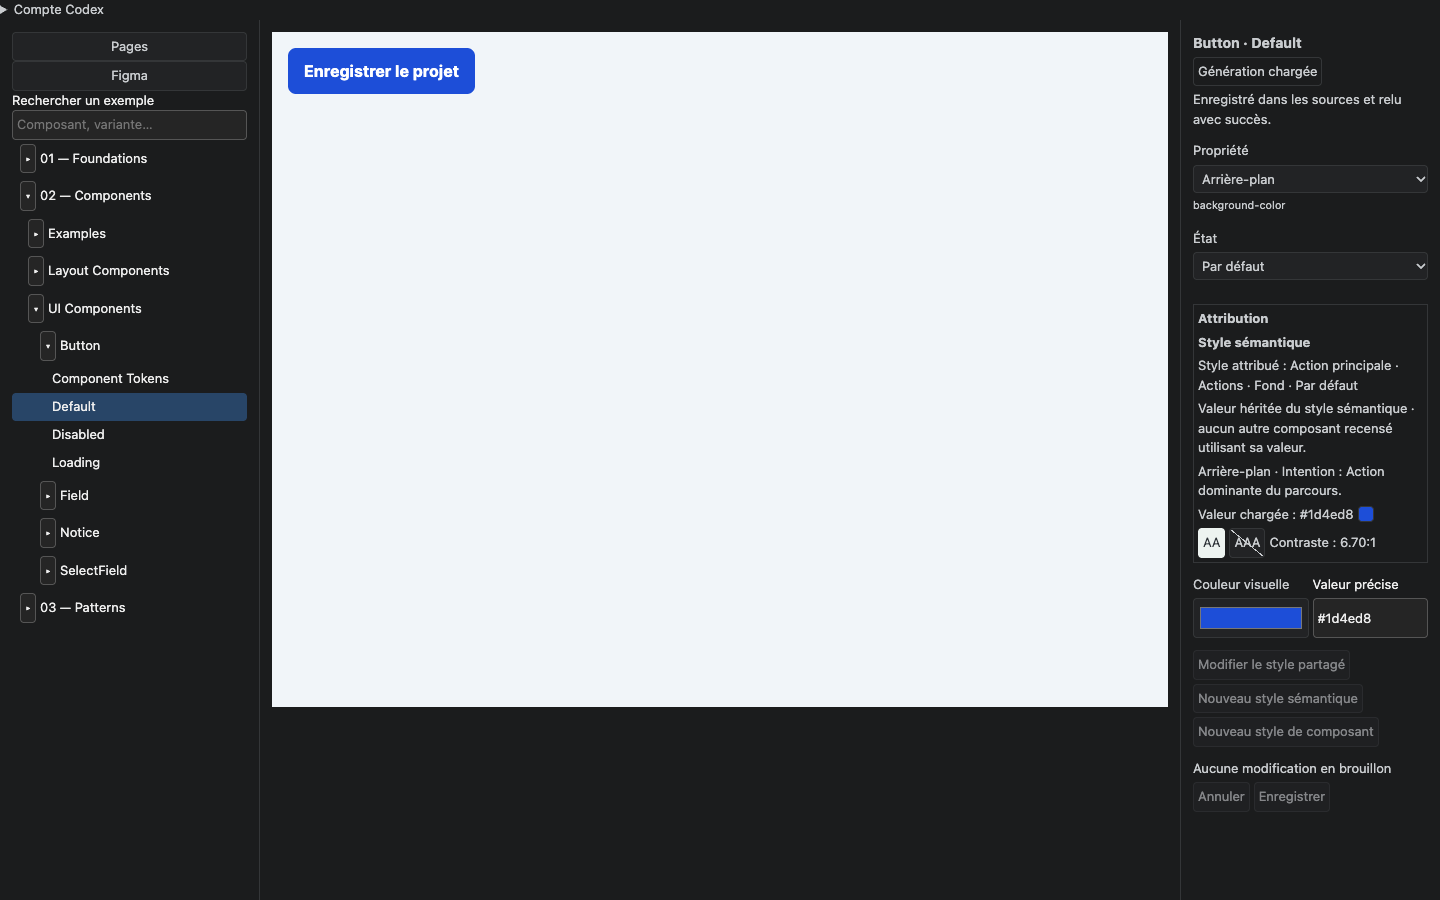 Compte Codex
Pages
Figma
Rechercher un exemple
Composant, variante...
01 — Foundations
02 — Components
Examples
Layout Components
UI Components
Button
Component Tokens
Default
Disabled
Loading
Field
Notice
SelectField
03 — Patterns
Enregistrer le projet
Button · Default
Génération chargée
Enregistré dans les sources et relu
avec succès.
Propriété
Arrière-plan
background-color
État
Par défaut
Attribution
Style sémantique
Style attribué : Action principale ·
Actions · Fond · Par défaut
Valeur héritée du style sémantique ·
aucun autre composant recensé
utilisant sa valeur.
Arrière-plan · Intention : Action
dominante du parcours.
Valeur chargée : #1d4ed8
AA AAA Contraste : 6.70:1
Couleur visuelle Valeur précise
#1d4ed8
Modifier le style partagé
Nouveau style sémantique
Nouveau style de composant
Aucune modification en brouillon
Annuler Enregistrer